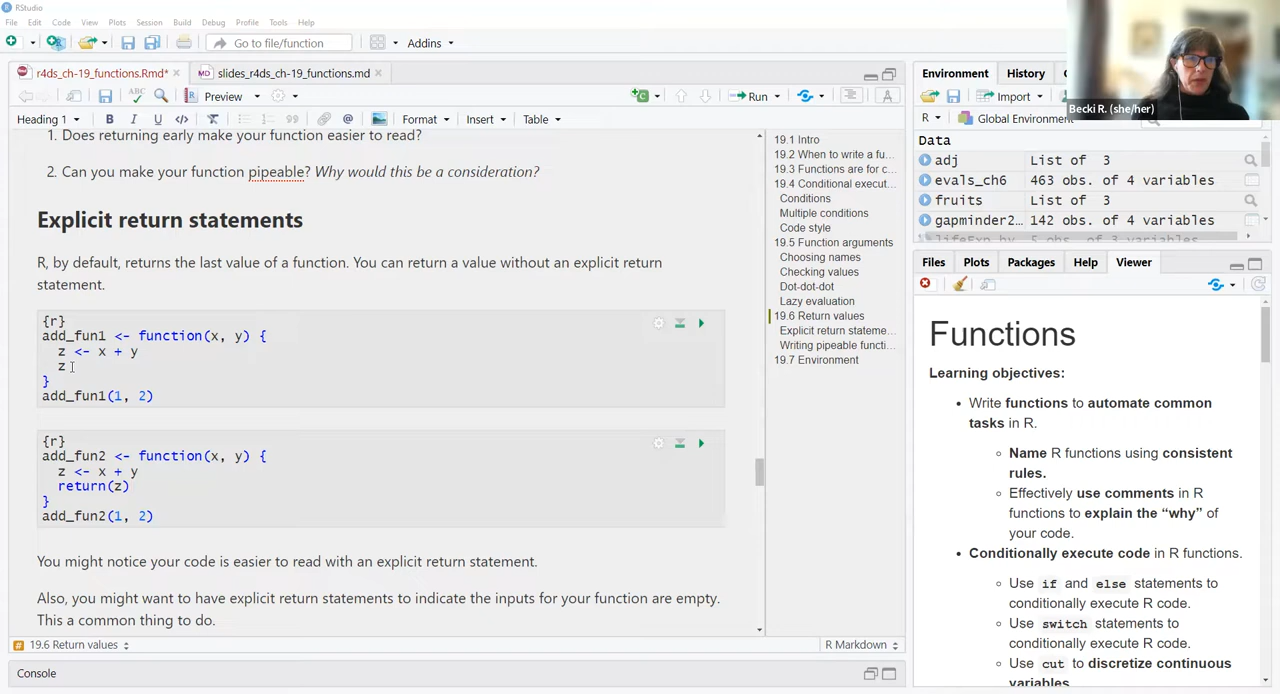 RStudio
File Edit Code View Plots Session Build Debug Profile Tools Help
Go to file/function
Addins
r4ds_ch-19_functions.Rmd*
slides_r4ds_ch-19_functions.md
Preview
Run
Heading 1
B I U
Format
Insert
Table
1. Does returning early make your function easier to read?
2. Can you make your function pipeable? Why would this be a consideration?
Explicit return statements
R, by default, returns the last value of a function. You can return a value without an explicit return
statement.
{r}
add_fun1 <- function(x, y) {
z <- x + y
z
}
add_fun1(1, 2)
{r}
add_fun2 <- function(x, y) {
z <- x + y
return(z)
}
add_fun2(1, 2)
You might notice your code is easier to read with an explicit return statement.
Also, you might want to have explicit return statements to indicate the inputs for your function are empty.
This a common thing to do.
19.6 Return values
R Markdown
Console
19.1 Intro
19.2 When to write a fu...
19.3 Functions are for c...
19.4 Conditional execut...
Conditions
Multiple conditions
Code style
19.5 Function arguments
Choosing names
Checking values
Dot-dot-dot
Lazy evaluation
19.6 Return values
Explicit return stateme...
Writing pipeable functi...
19.7 Environment
Environment
History
Import
Becki R. (she/her)
R
Global Environment
Data
adj List of 3
evals_ch6 463 obs. of 4 variables
fruits List of 3
gapminder2... 142 obs. of 4 variables
Files
Plots
Packages
Help
Viewer
Functions
Learning objectives:
• Write functions to automate common
tasks in R.
◦ Name R functions using consistent
rules.
◦ Effectively use comments in R
functions to explain the “why” of
your code.
• Conditionally execute code in R functions.
◦ Use if and else statements to
conditionally execute R code.
◦ Use switch statements to
conditionally execute R code.
◦ Use cut to discretize continuous
variables.